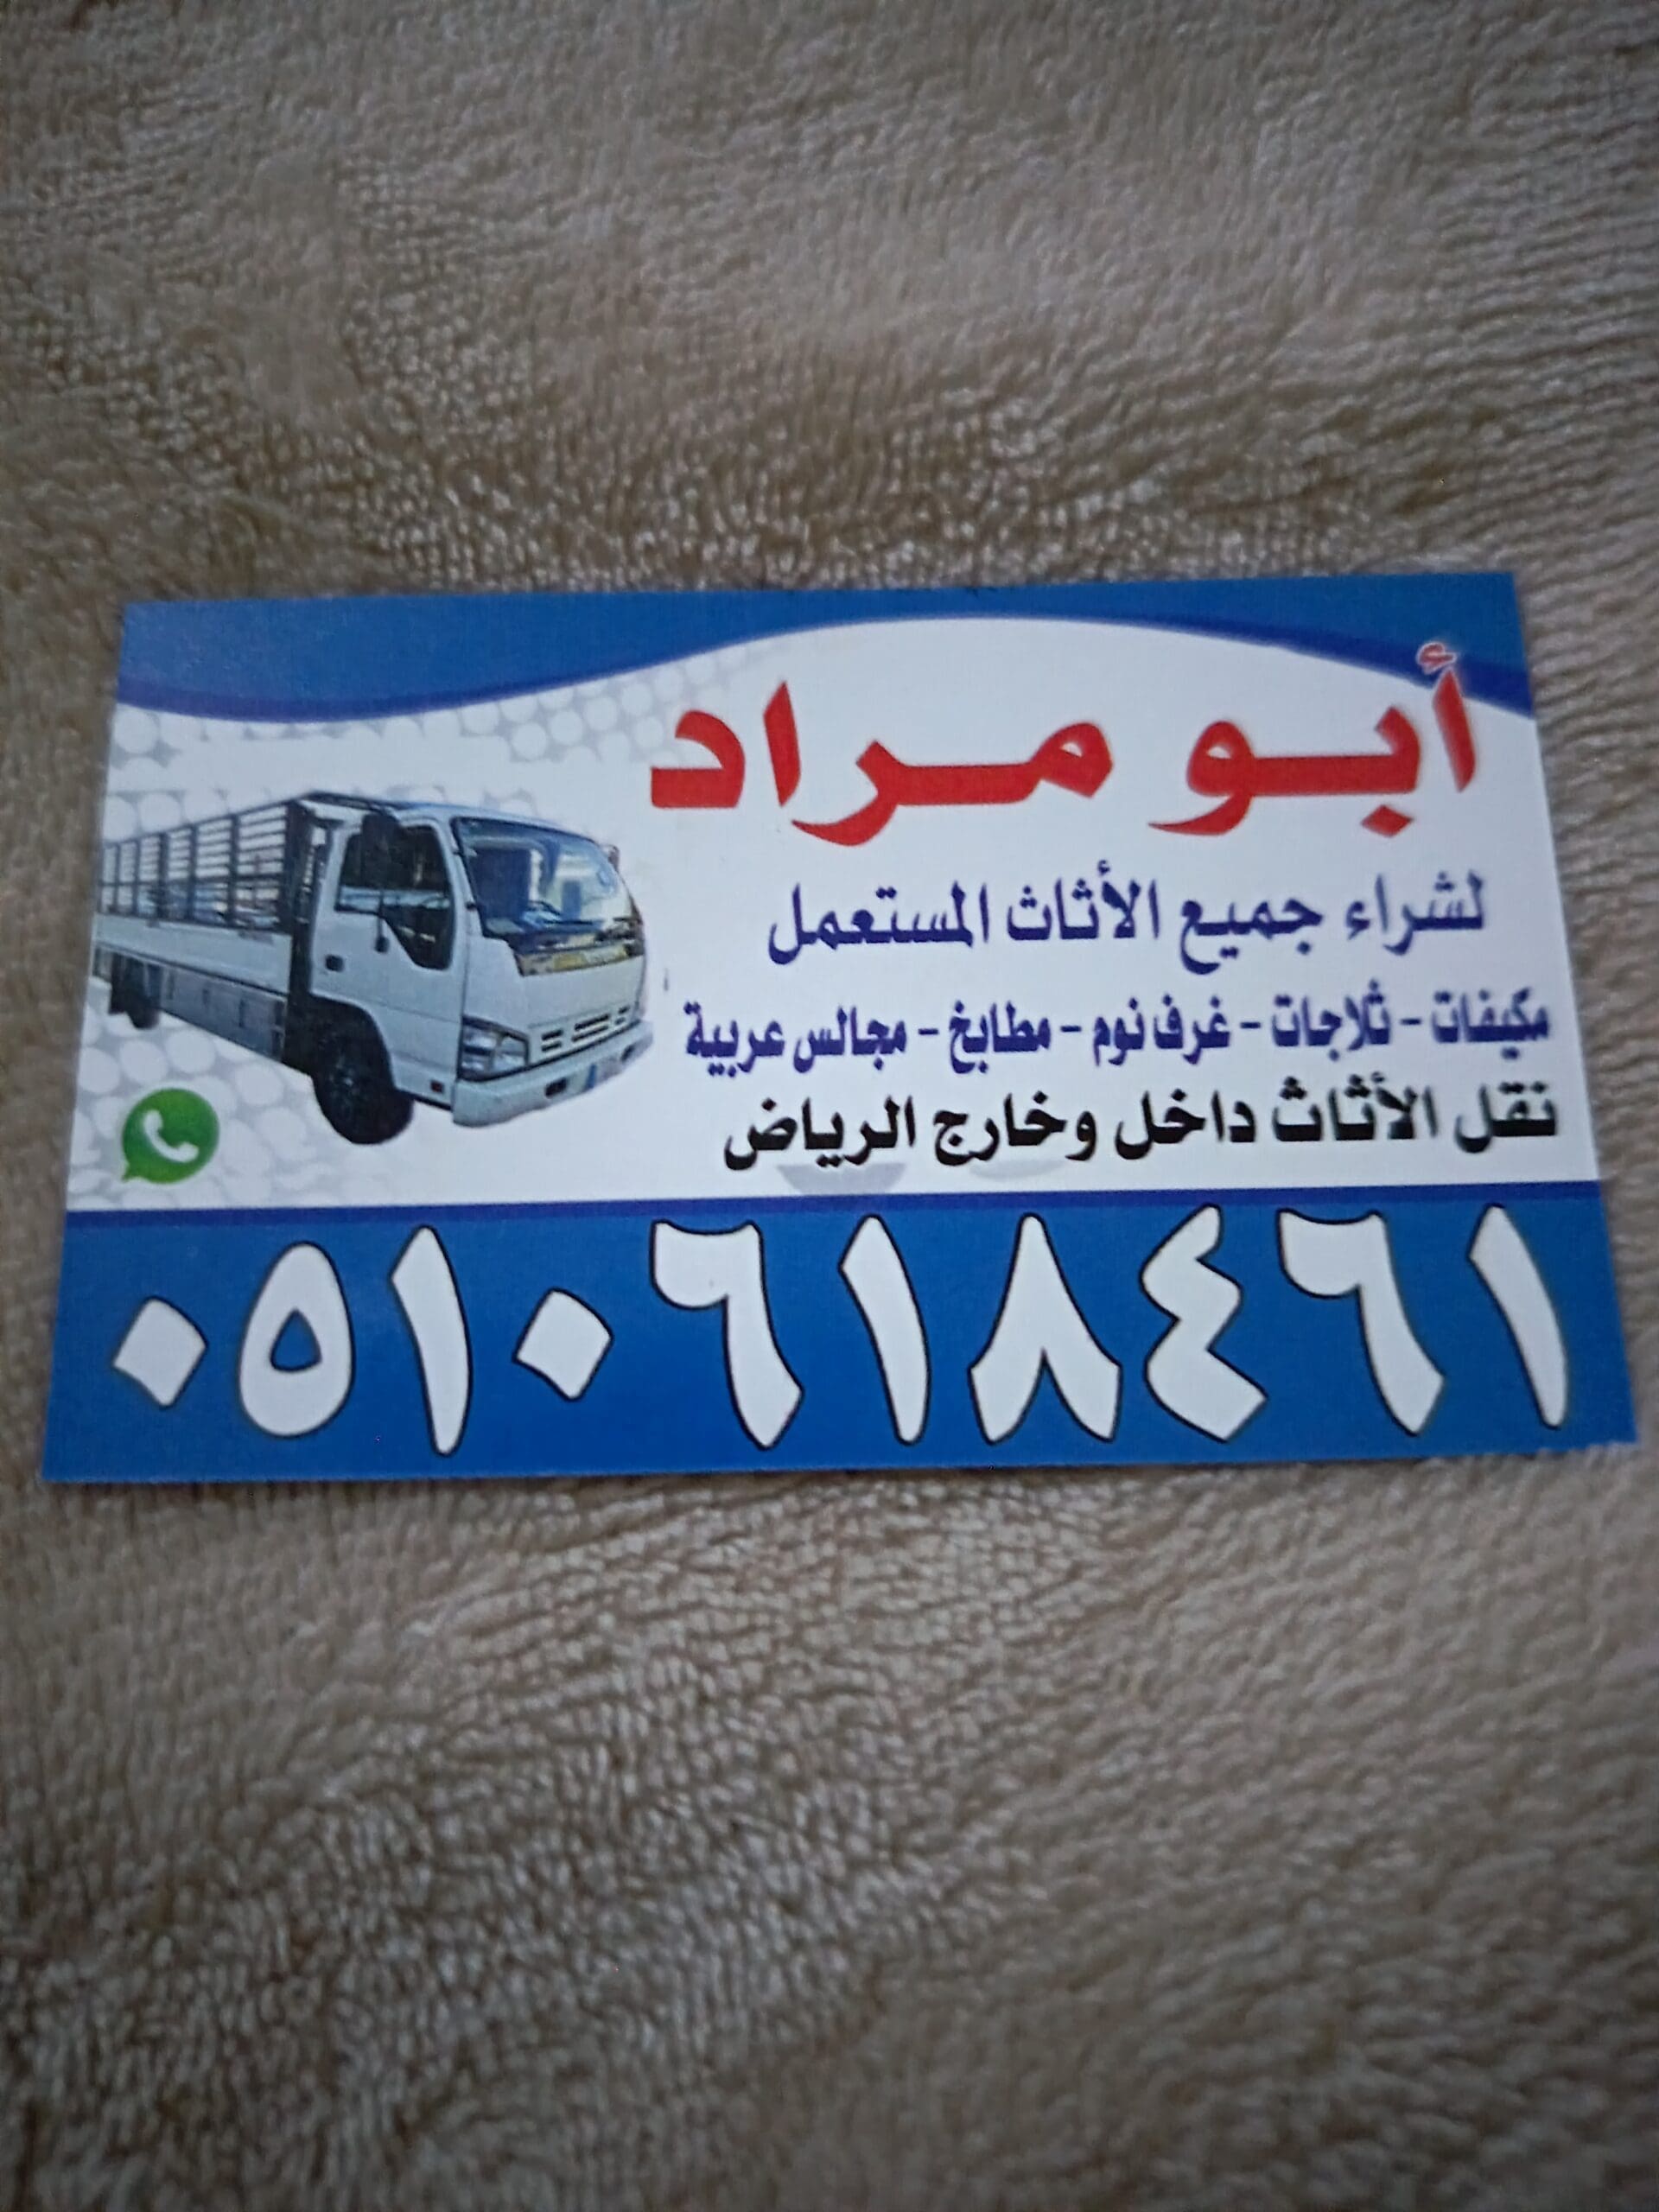 أبو مراد
لشراء جميع الأثاث المستعمل
مكيفات - ثلاجات - غرف نوم - مطابخ - مجالس عربية
نقل الأثاث داخل وخارج الرياض
٠٥١٠٦١٨٤٦١